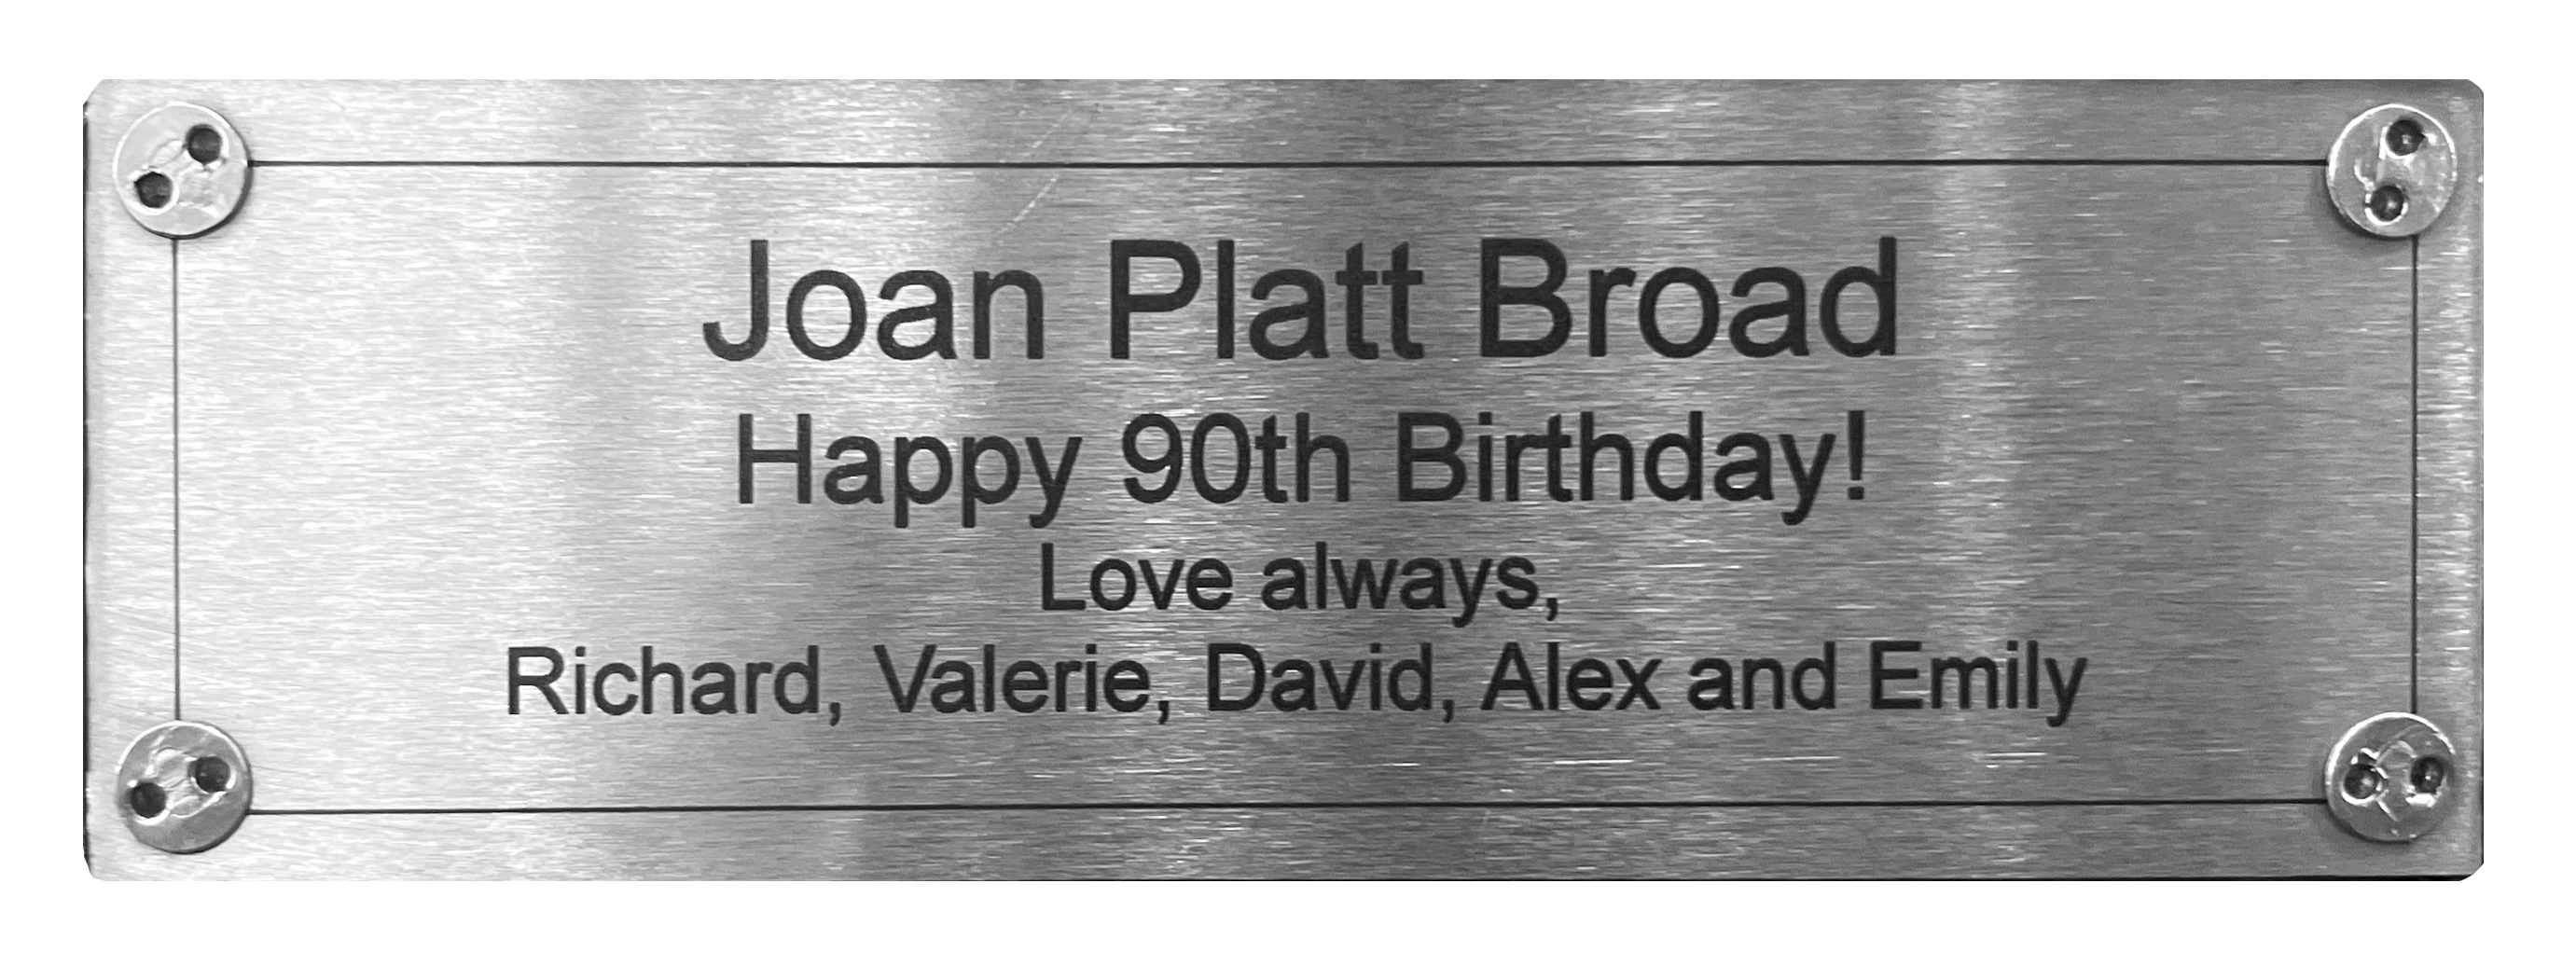 Joan Platt Broad
Happy 90th Birthday!
Love always,
Richard, Valerie, David, Alex and Emily